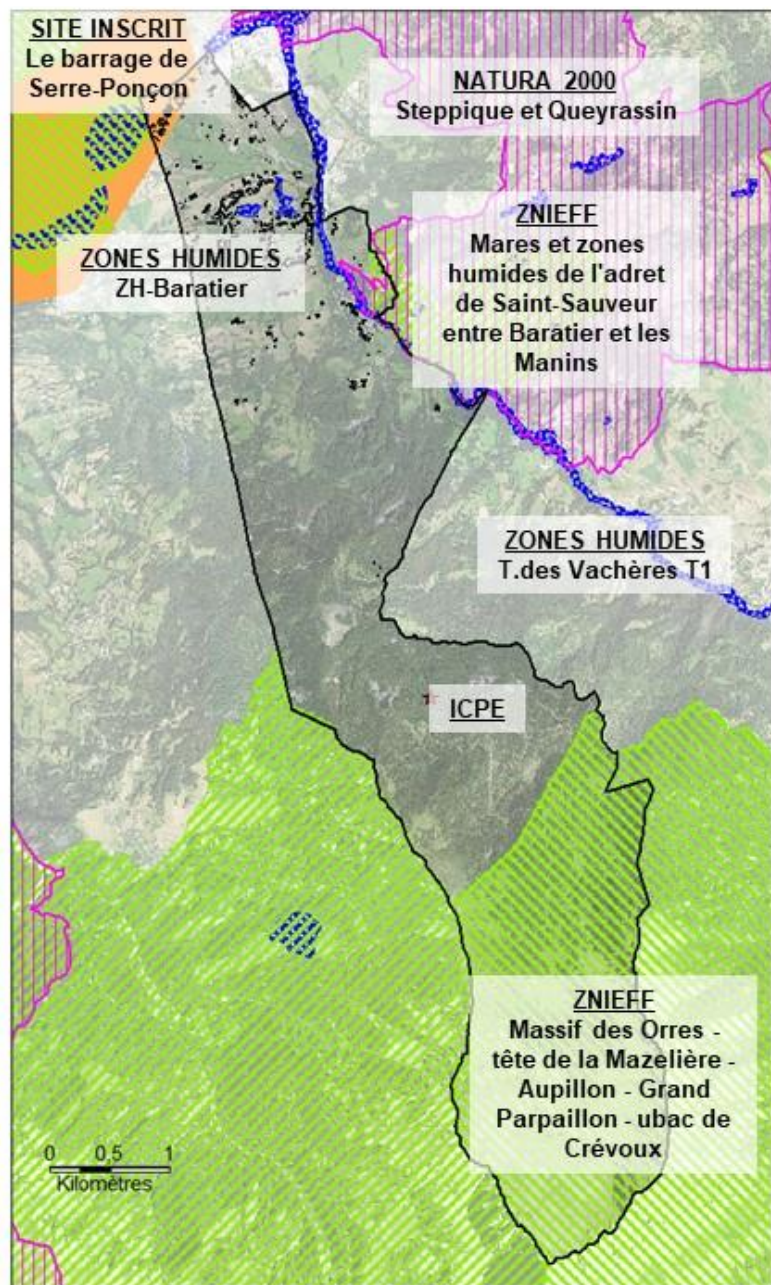 SITE INSCRIT
Le barrage de
Serre-Ponçon
NATURA 2000
Steppique et Queyrassin
ZNIEFF
Mares et zones
humides de l'adret
de Saint-Sauveur
entre Baratier et les
Manins
ZONES HUMIDES
ZH-Baratier
ZONES HUMIDES
T.des Vachères T1
ICPE
ZNIEFF
Massif des Orres -
tête de la Mazelière -
Aupillon - Grand
Parpaillon - ubac de
Crévoux
0 0,5 1
Kilomètres